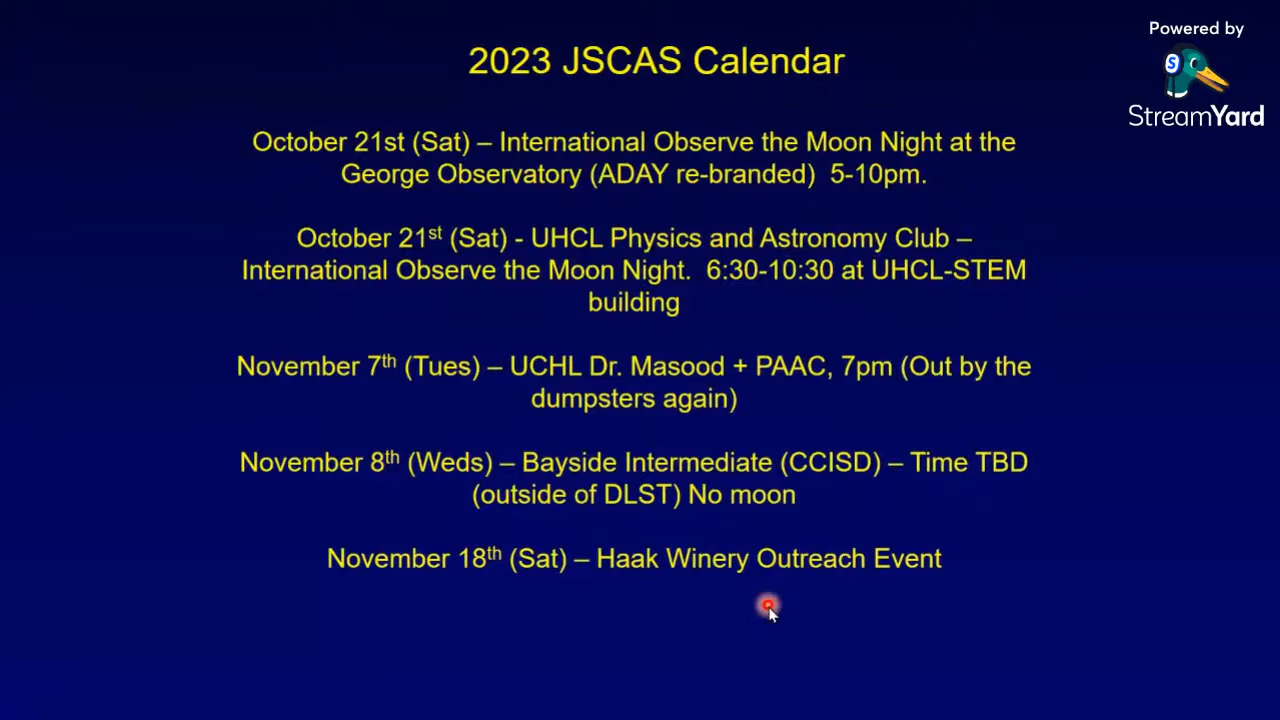 Powered by
S
StreamYard
2023 JSCAS Calendar
October 21st (Sat) – International Observe the Moon Night at the
George Observatory (ADAY re-branded)  5-10pm.
October 21st (Sat) - UHCL Physics and Astronomy Club –
International Observe the Moon Night.  6:30-10:30 at UHCL-STEM
building
November 7th (Tues) – UCHL Dr. Masood + PAAC, 7pm (Out by the
dumpsters again)
November 8th (Weds) – Bayside Intermediate (CCISD) – Time TBD
(outside of DLST) No moon
November 18th (Sat) – Haak Winery Outreach Event